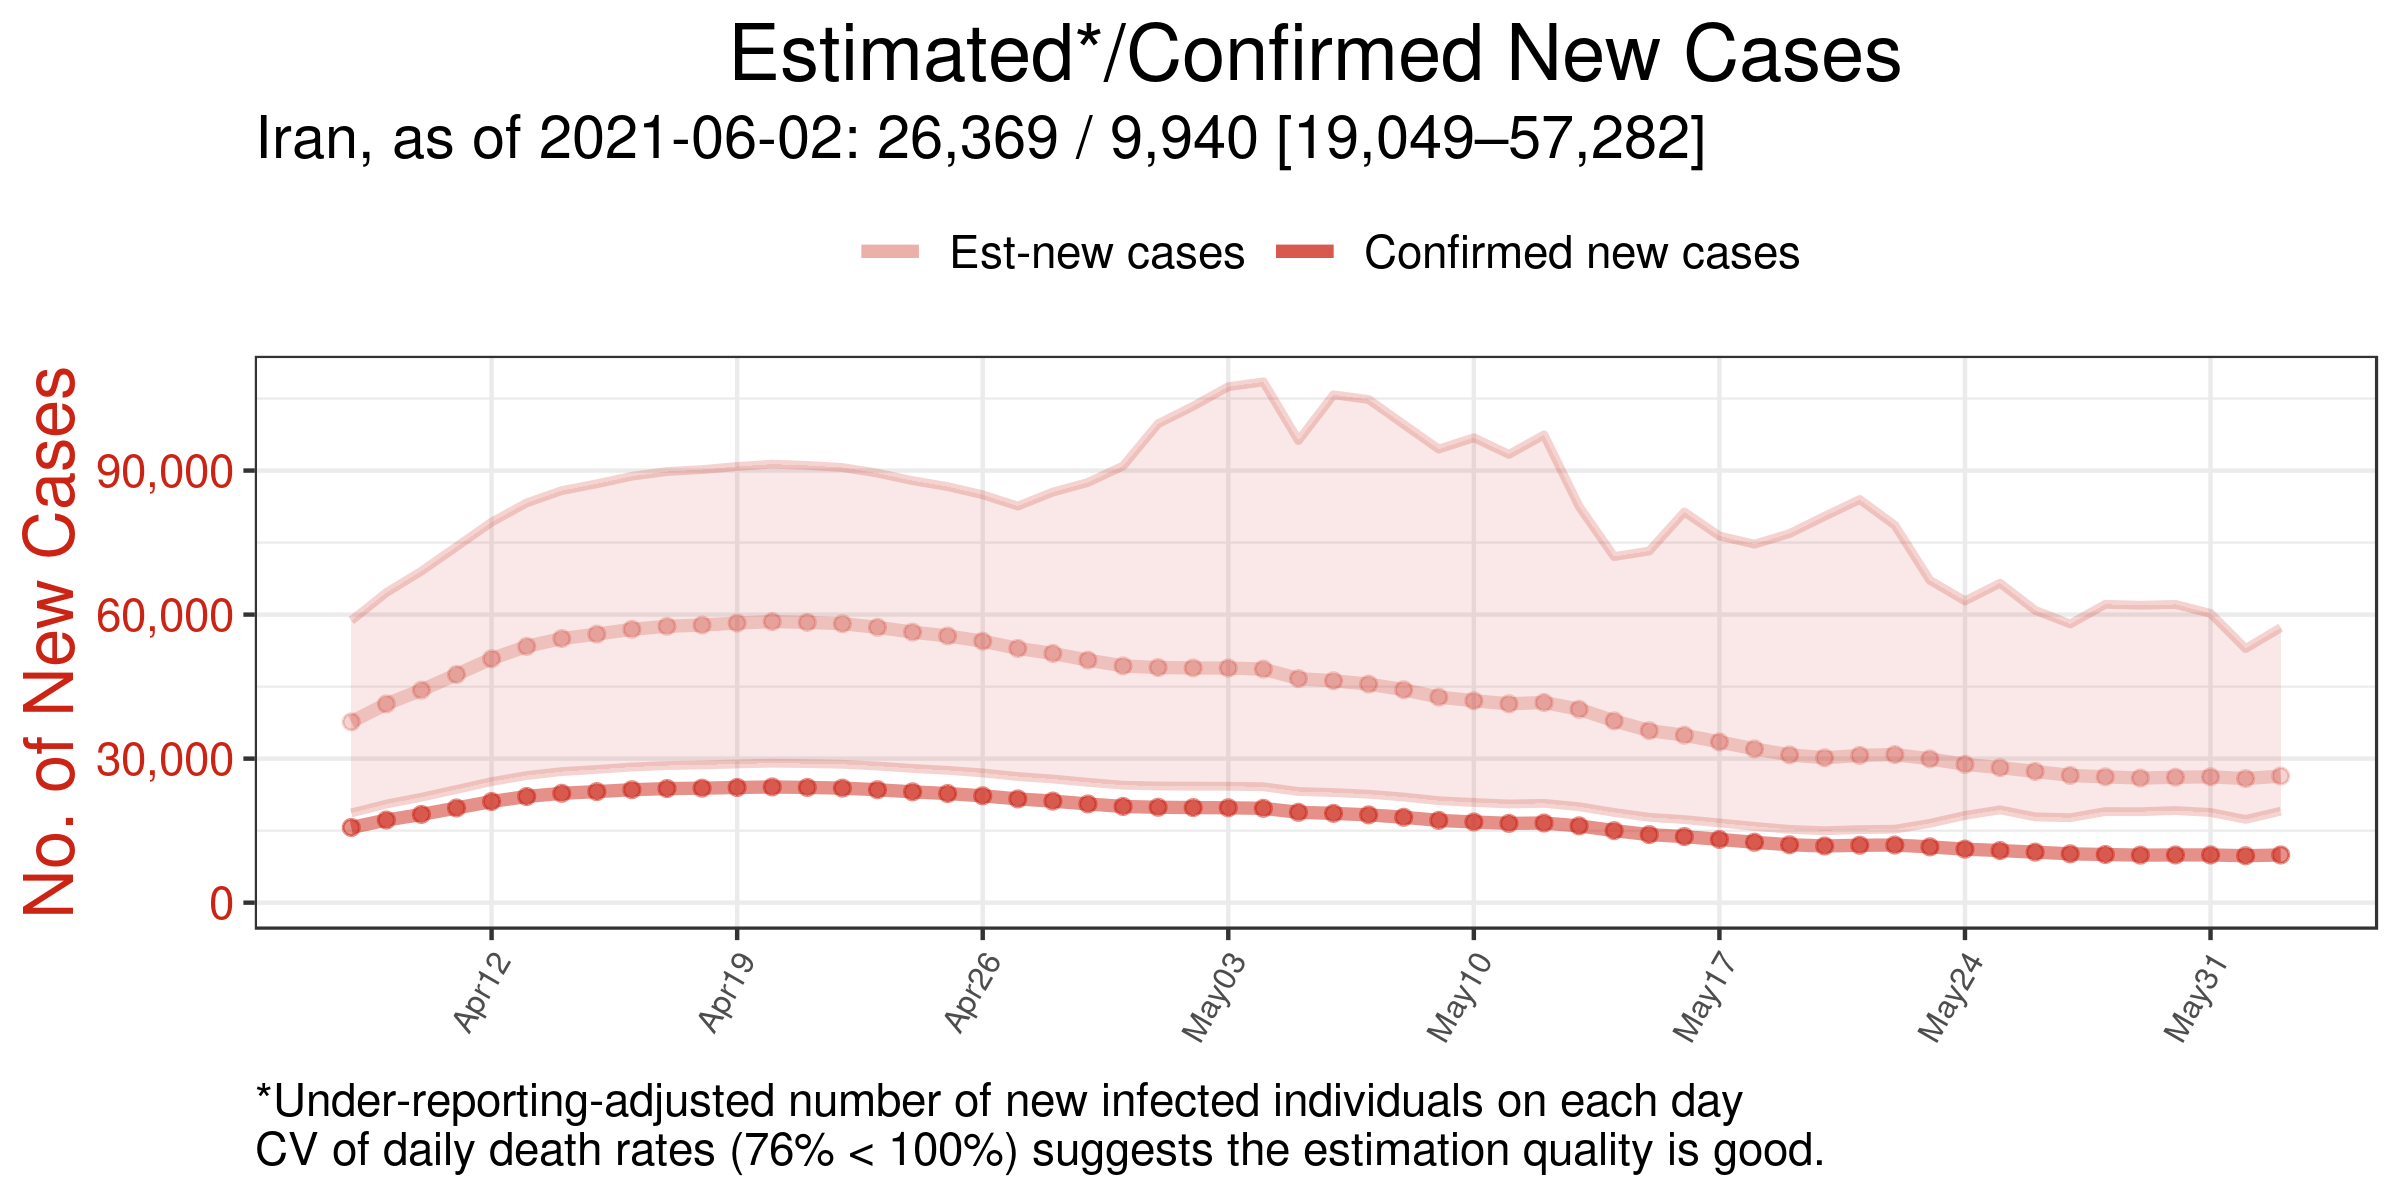 Estimated*/Confirmed New Cases
Iran, as of 2021-06-02: 26,369 / 9,940 [19,049–57,282]
Est-new cases
Confirmed new cases
No. of New Cases
90,000
60,000
30,000
0
Apr12
Apr19
Apr26
May03
May10
May17
May24
May31
*Under-reporting-adjusted number of new infected individuals on each day
CV of daily death rates (76% < 100%) suggests the estimation quality is good.